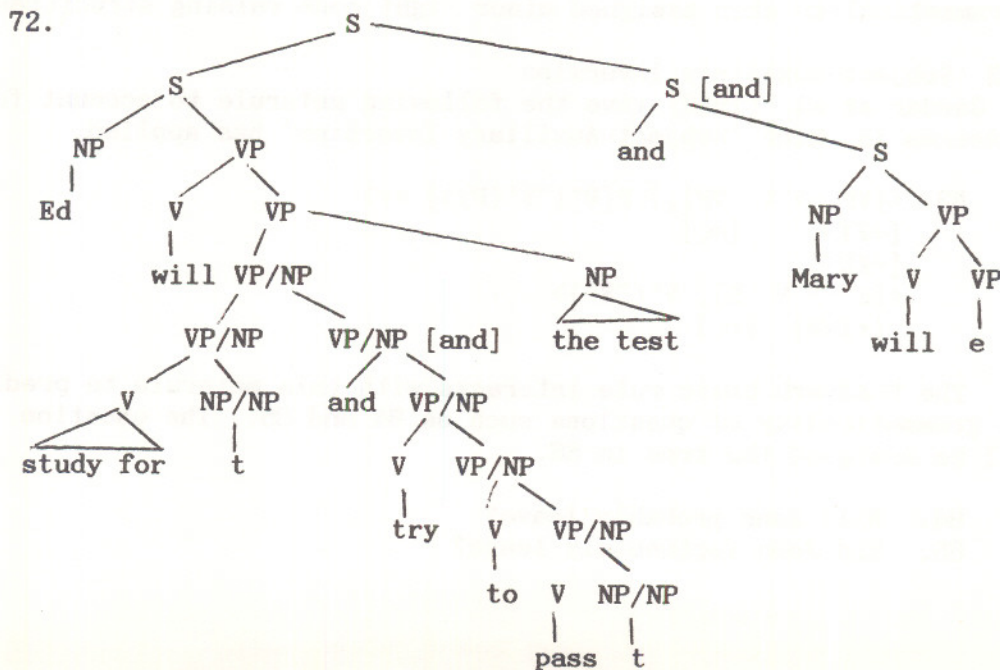 72. S
S S [and]
NP VP and S
Ed V VP NP VP
will VP/NP NP Mary V VP
VP/NP VP/NP [and] the test will e
V NP/NP and VP/NP
study for t V VP/NP
try V VP/NP
to V NP/NP
pass t